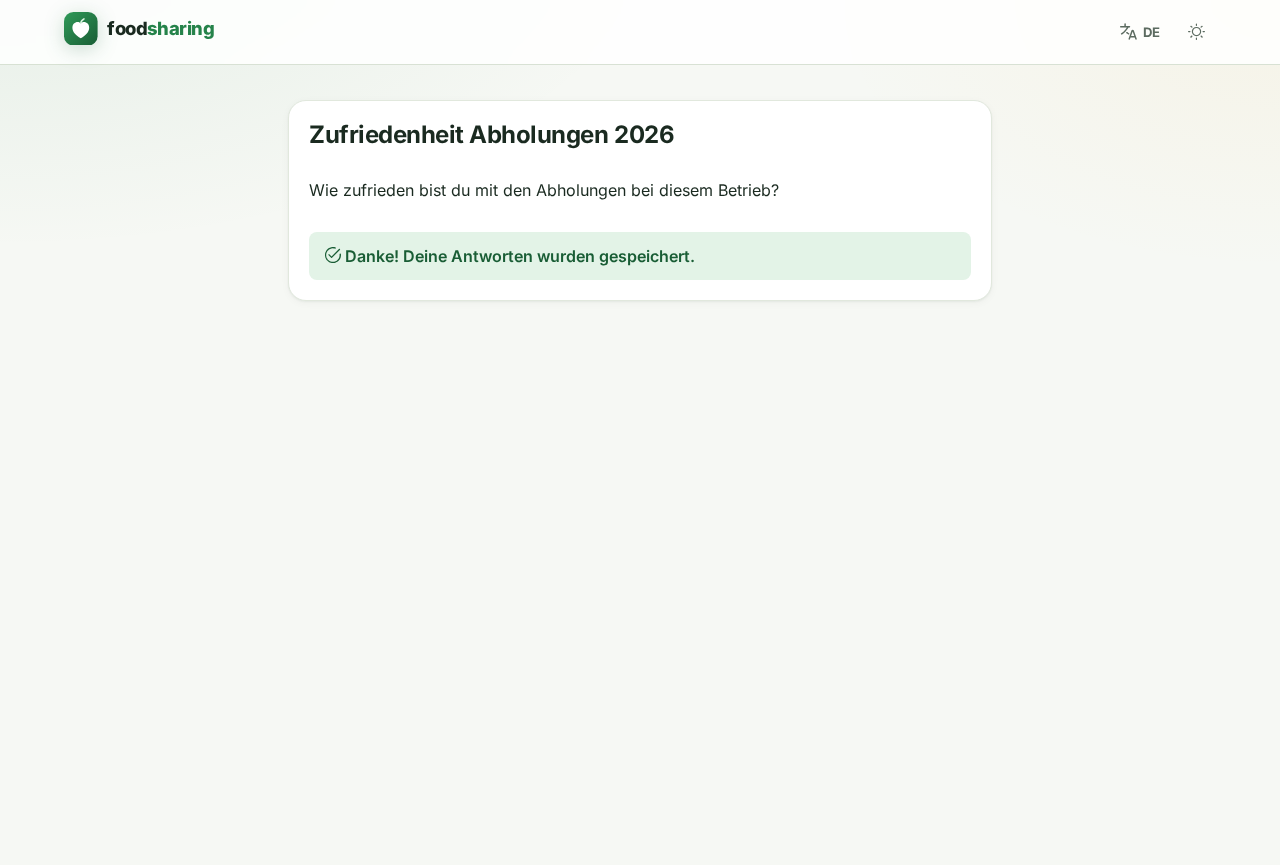 foodsharing
DE
Zufriedenheit Abholungen 2026
Wie zufrieden bist du mit den Abholungen bei diesem Betrieb?
Danke! Deine Antworten wurden gespeichert.